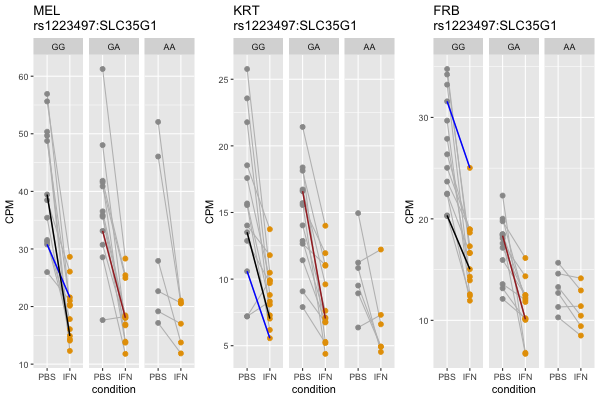 MEL
rs1223497:SLC35G1
GG GA AA
60
50
40
30
20
10
CPM
PBS IFN PBS IFN PBS IFN
condition
KRT
rs1223497:SLC35G1
GG GA AA
25
20
15
10
5
CPM
PBS IFN PBS IFN PBS IFN
condition
FRB
rs1223497:SLC35G1
GG GA AA
30
20
10
CPM
PBS IFN PBS IFN PBS IFN
condition